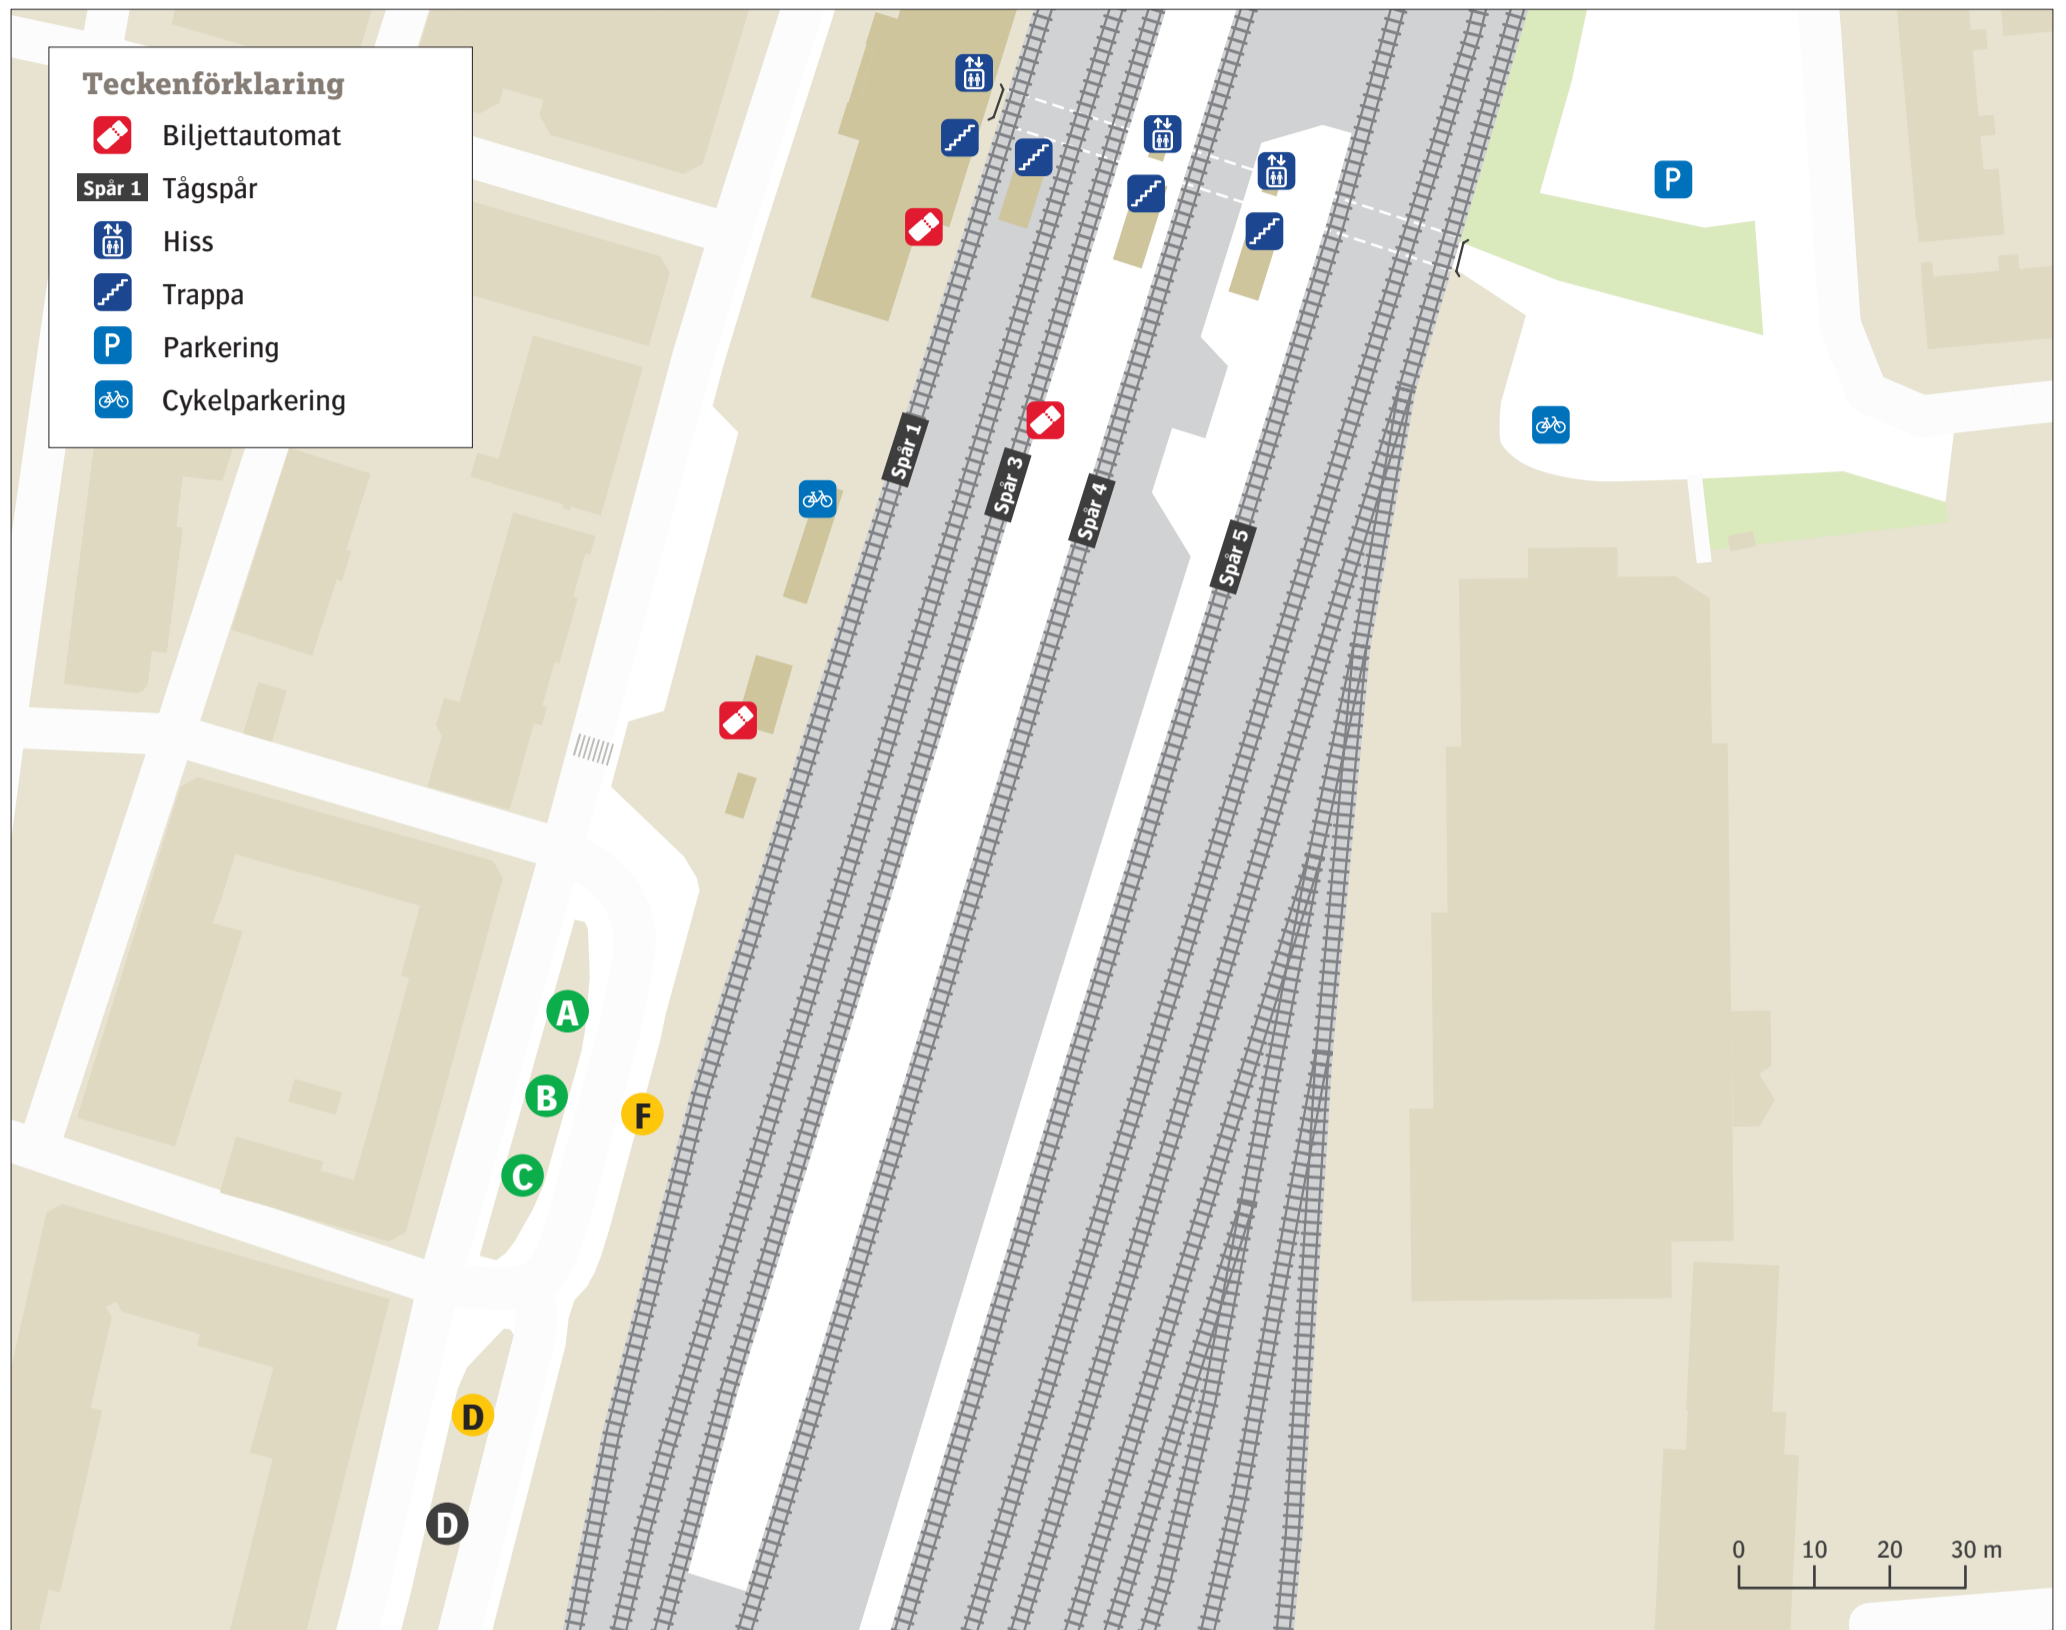 Teckenförklaring
Biljettautomat
Spår 1 Tågspår
Hiss
Trappa
P Parkering
Cykelparkering
P
Spår 1
Spår 3
Spår 4
Spår 5
A
B
F
C
D
D
0 10 20 30 m